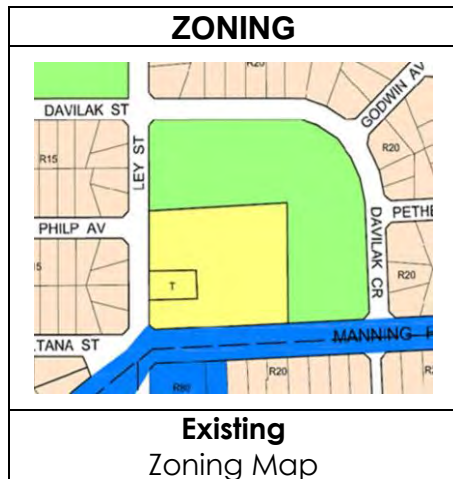 ZONING
R20
GODWIN AV
DAVILAK ST
R15
LEY ST
R20
PHILP AV
DAVILAK CR
PETHE
R20
T
TANA ST
MANNING
R80
R20
Existing
Zoning Map